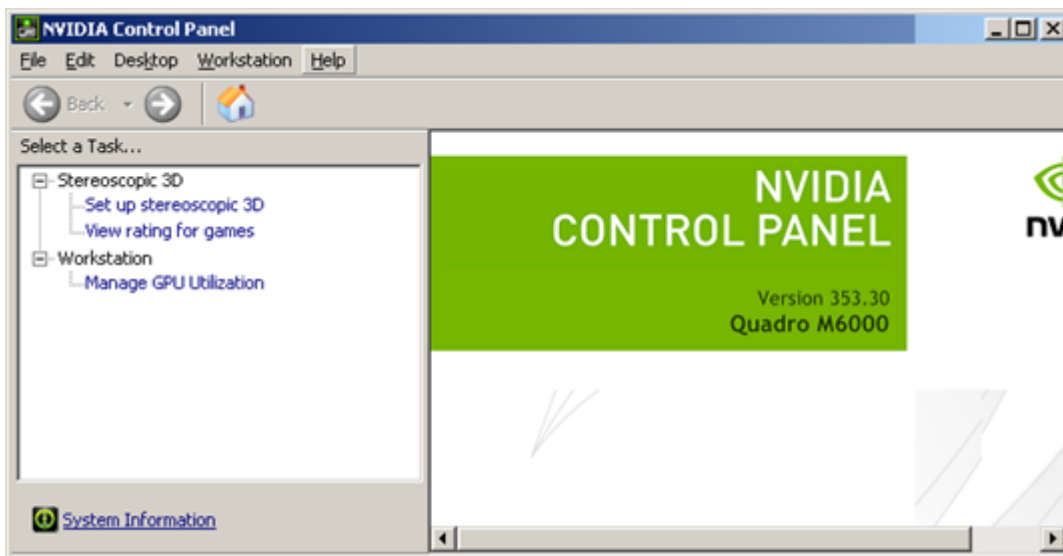 NVIDIA Control Panel
File Edit Desktop Workstation Help
Back
Select a Task...
Stereoscopic 3D
Set up stereoscopic 3D
View rating for games
Workstation
Manage GPU Utilization
System Information
NVIDIA
CONTROL PANEL
Version 353.30
Quadro M6000
nv